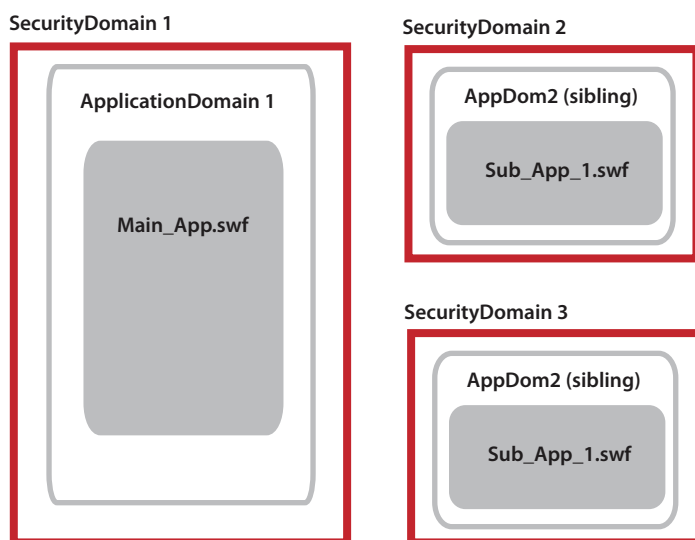 SecurityDomain 1
ApplicationDomain 1
Main_App.swf
SecurityDomain 2
AppDom2 (sibling)
Sub_App_1.swf
SecurityDomain 3
AppDom2 (sibling)
Sub_App_1.swf